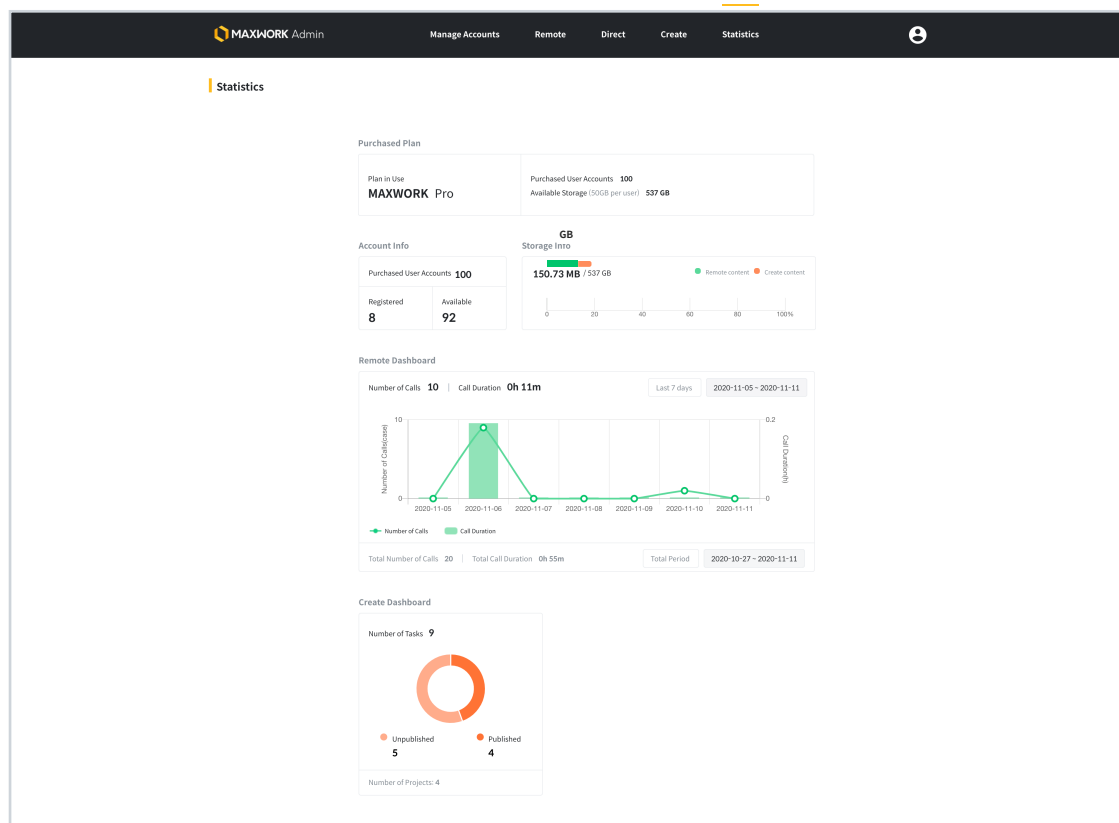 MAXWORK Admin
Manage Accounts Remote Direct Create Statistics
Statistics
Purchased Plan
Plan in Use
MAXWORK Pro
Purchased User Accounts 100
Available Storage (50GB per user) 537 GB
Account Info
Purchased User Accounts 100
Registered
8
Available
92
GB
Storage Info
150.73 MB / 537 GB
Remote content Create content
0 20 40 60 80 100%
Remote Dashboard
Number of Calls 10 | Call Duration 0h 11m
Last 7 days 2020-11-05 ~ 2020-11-11
Number of Calls(case)
10
0
0.2
0
Call Duration(h)
2020-11-05 2020-11-06 2020-11-07 2020-11-08 2020-11-09 2020-11-10 2020-11-11
Number of Calls Call Duration
Total Number of Calls 20 | Total Call Duration 0h 55m
Total Period 2020-10-27 ~ 2020-11-11
Create Dashboard
Number of Tasks 9
Unpublished
5
Published
4
Number of Projects: 4